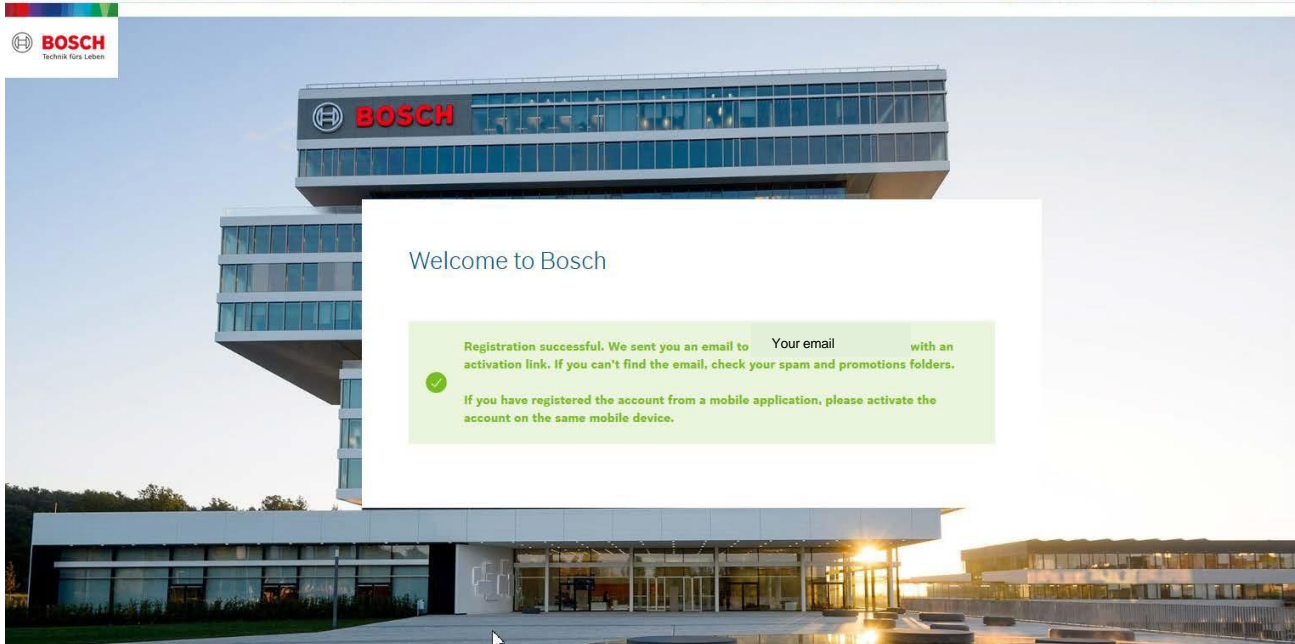 BOSCH
Technik fürs Leben
BOSCH
Welcome to Bosch
Registration successful. We sent you an email to Your email with an
activation link. If you can't find the email, check your spam and promotions folders.
If you have registered the account from a mobile application, please activate the
account on the same mobile device.